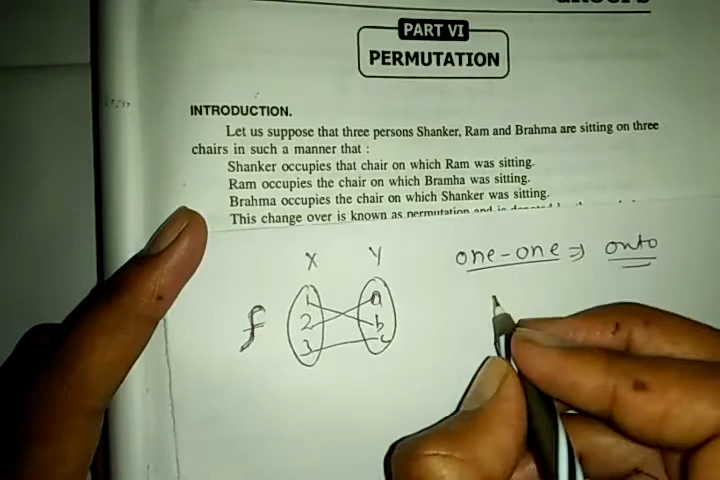 PART VI
PERMUTATION
INTRODUCTION.
Let us suppose that three persons Shanker, Ram and Brahma are sitting on three
chairs in such a manner that :
Shanker occupies that chair on which Ram was sitting.
Ram occupies the chair on which Bramha was sitting.
Brahma occupies the chair on which Shanker was sitting.
This change over is known as permutation and is
X Y
one-one ⇒ onto
f
1 a
2 b
3 c